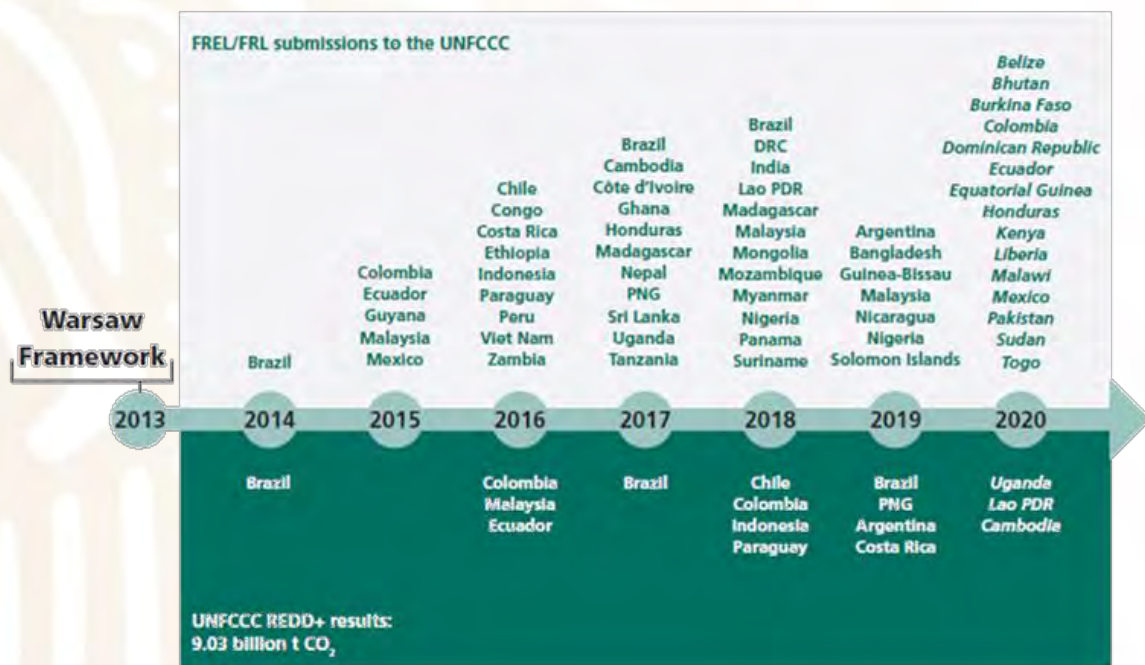 FREL/FRL submissions to the UNFCCC
Warsaw
Framework
2013
Brazil
2014
Brazil
Colombia
Ecuador
Guyana
Malaysia
Mexico
2015
Chile
Congo
Costa Rica
Ethiopia
Indonesia
Paraguay
Peru
Viet Nam
Zambia
2016
Colombia
Malaysia
Ecuador
Brazil
Cambodia
Côte d'Ivoire
Ghana
Honduras
Madagascar
Nepal
PNG
Sri Lanka
Uganda
Tanzania
2017
Brazil
Brazil
DRC
India
Lao PDR
Madagascar
Malaysia
Mongolia
Mozambique
Myanmar
Nigeria
Panama
Suriname
2018
Chile
Colombia
Indonesia
Paraguay
Argentina
Bangladesh
Guinea-Bissau
Malaysia
Nicaragua
Nigeria
Solomon Islands
2019
Brazil
PNG
Argentina
Costa Rica
Belize
Bhutan
Burkina Faso
Colombia
Dominican Republic
Ecuador
Equatorial Guinea
Honduras
Kenya
Liberia
Malawi
Mexico
Pakistan
Sudan
Togo
2020
Uganda
Lao PDR
Cambodia
UNFCCC REDD+ results:
9.03 billion t CO₂